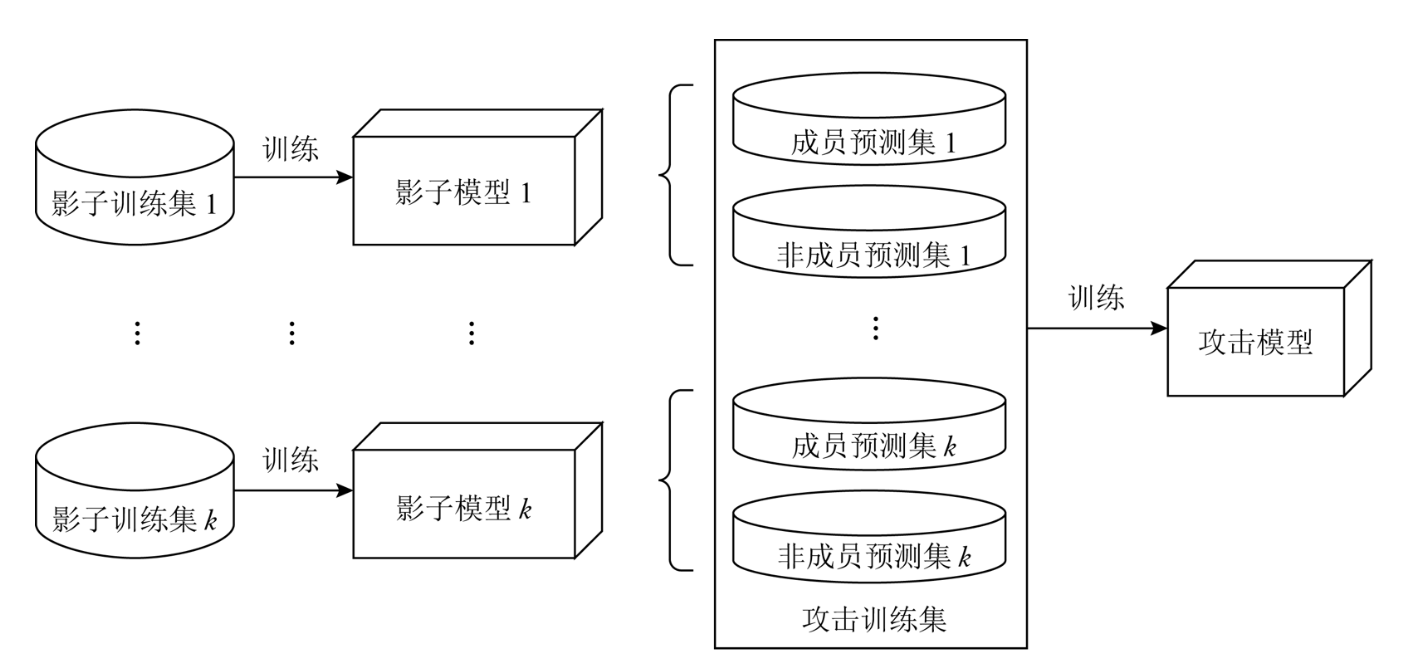 训练
影子训练集 1
影子模型 1
成员预测集 1
非成员预测集 1
训练
攻击模型
训练
影子训练集 k
影子模型 k
成员预测集 k
非成员预测集 k
攻击训练集